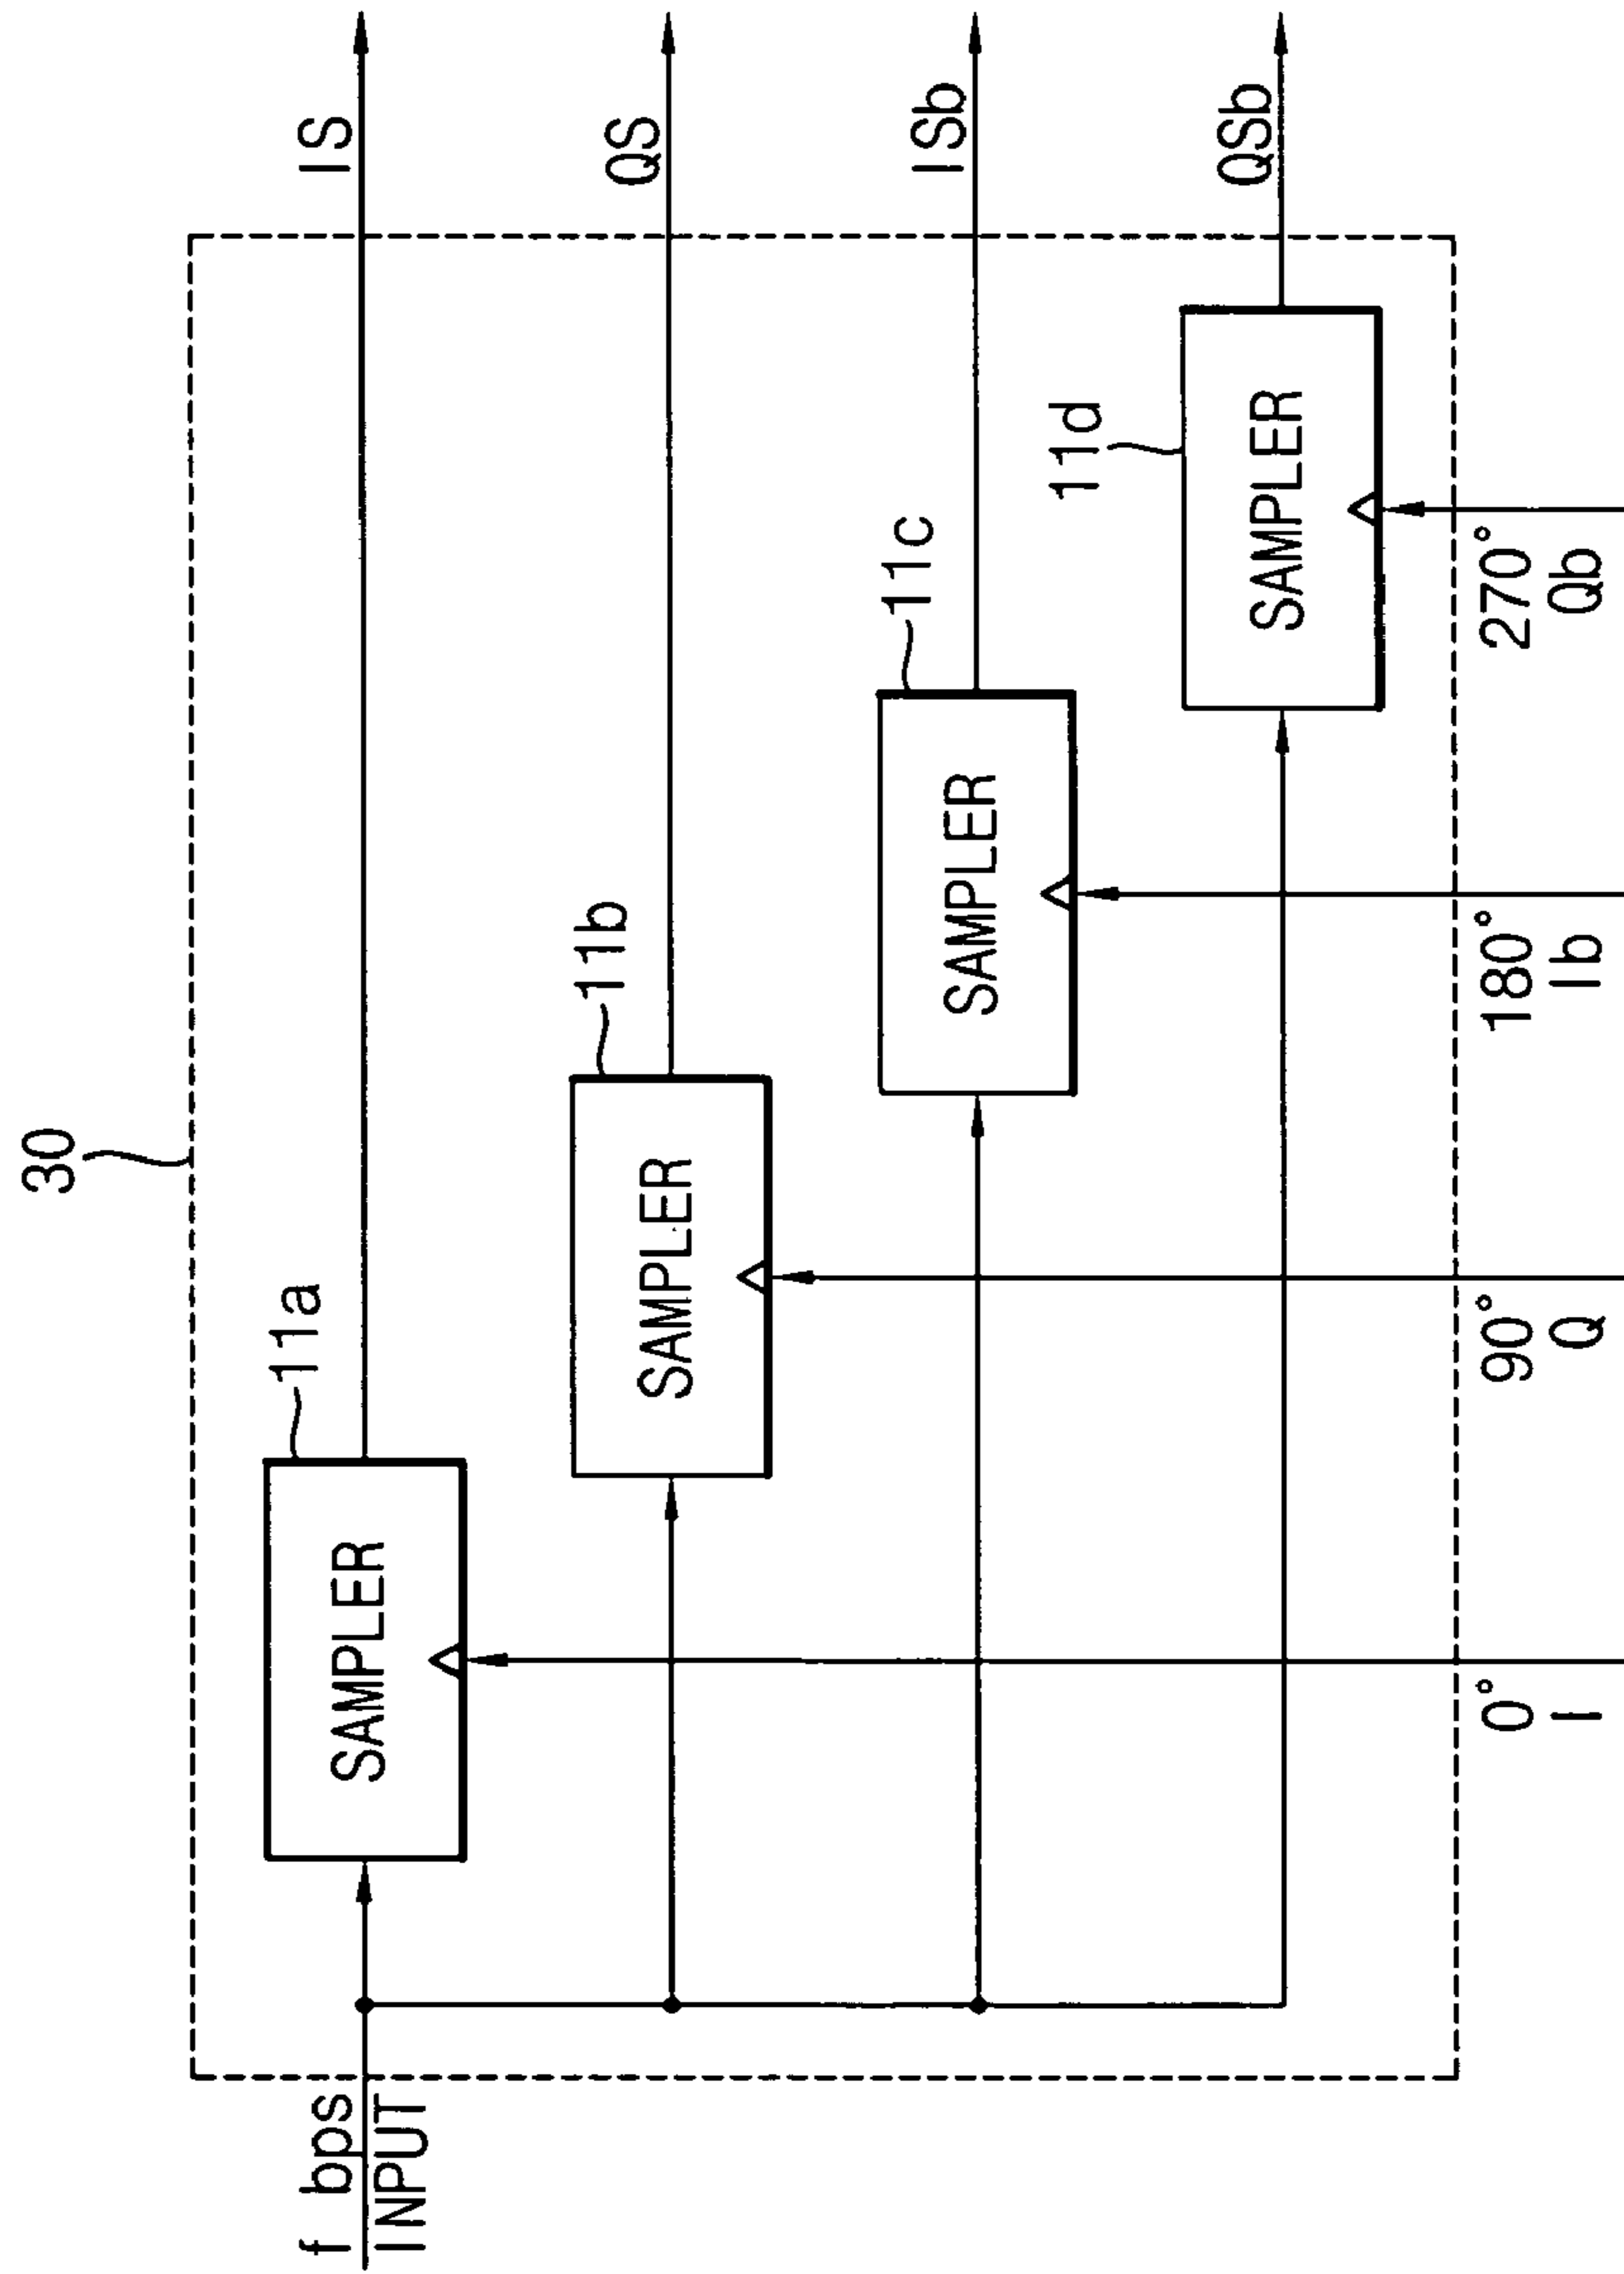 30
f bps
INPUT
SAMPLER
11a
IS
SAMPLER
11b
QS
SAMPLER
11c
ISb
SAMPLER
11d
QSb
0°
I
90°
Q
180°
Ib
270°
Qb